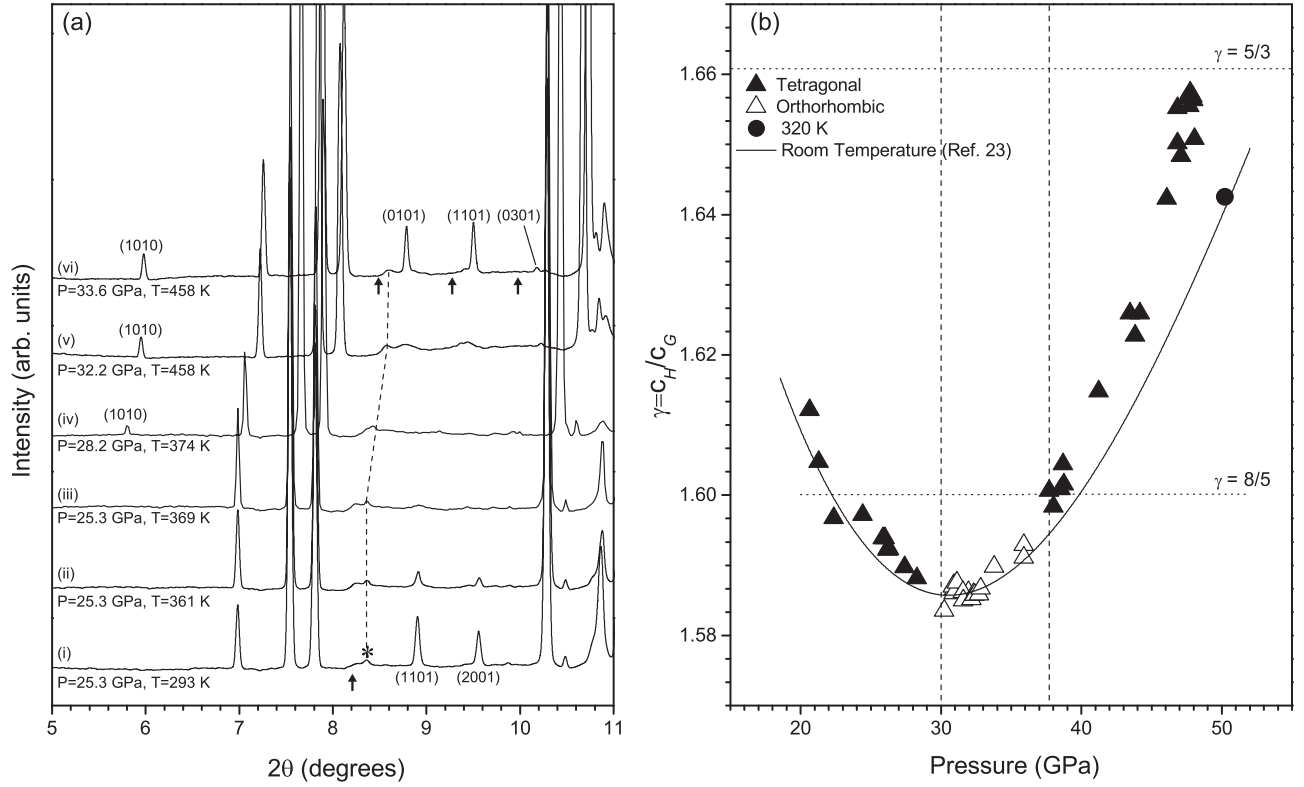 (a)
(1010)
(0101)
(1101)
(0301)
(vi)
P=33.6 GPa, T=458 K
(1010)
(v)
P=32.2 GPa, T=458 K
(1010)
(iv)
P=28.2 GPa, T=374 K
(iii)
P=25.3 GPa, T=369 K
(ii)
P=25.3 GPa, T=361 K
(i)
*
P=25.3 GPa, T=293 K
(1101)
(2001)
5 6 7 8 9 10 11
2θ (degrees)
Intensity (arb. units)
(b)
γ = 5/3
1.66
Tetragonal
Orthorhombic
320 K
Room Temperature (Ref. 23)
1.64
1.62
γ = 8/5
1.60
1.58
γ=cH/cG
20 30 40 50
Pressure (GPa)